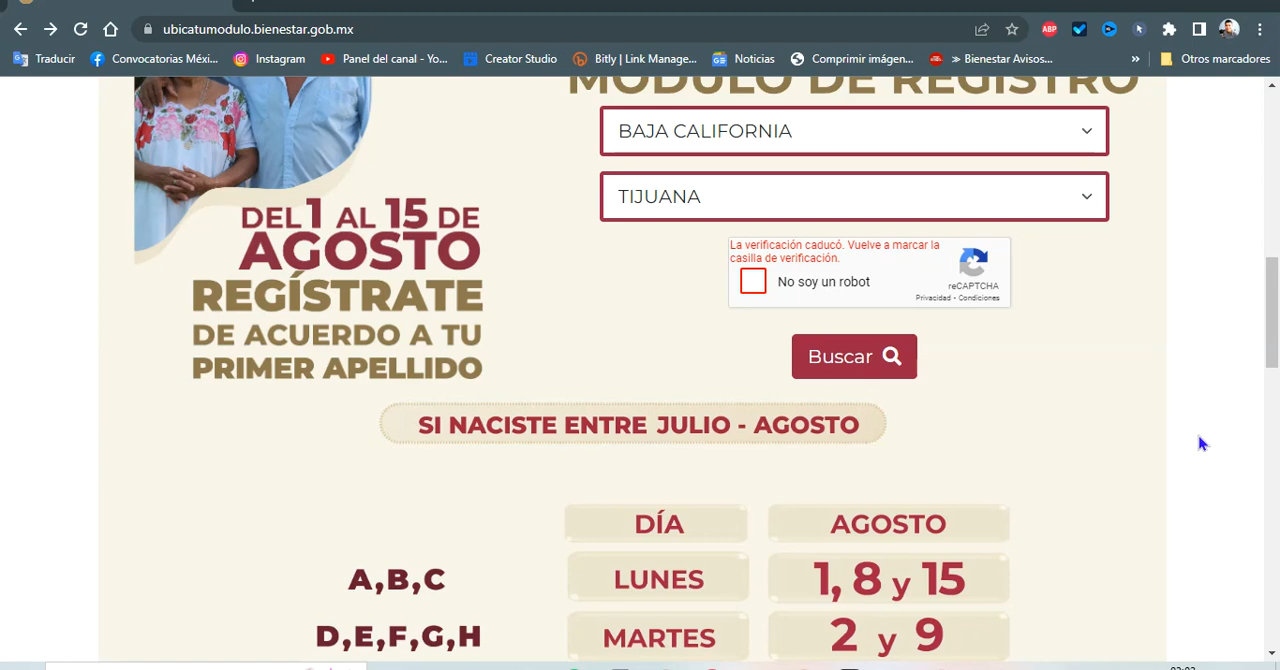 ubicatumodulo.bienestar.gob.mx
ABP
Traducir
Convocatorias Méxi...
Instagram
Panel del canal - Yo...
Creator Studio
Bitly | Link Manage...
Noticias
Comprimir imágen...
> Bienestar Avisos...
»
Otros marcadores
MÓDULO DE REGISTRO
BAJA CALIFORNIA
TIJUANA
La verificación caducó. Vuelve a marcar la
casilla de verificación.
No soy un robot
reCAPTCHA
Privacidad - Condiciones
Buscar
DEL 1 AL 15 DE
AGOSTO
REGÍSTRATE
DE ACUERDO A TU
PRIMER APELLIDO
SI NACISTE ENTRE JULIO - AGOSTO
DÍA AGOSTO
A,B,C LUNES 1, 8 y 15
D,E,F,G,H MARTES 2 y 9